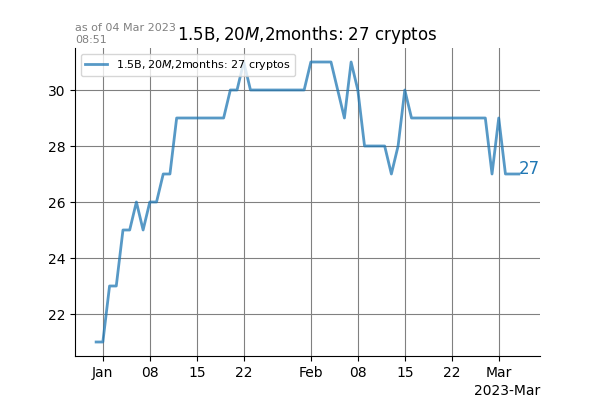 as of 04 Mar 2023
08:51
1.5B, 20M,2months: 27 cryptos
1.5B, 20M,2months: 27 cryptos
30
28
26
24
22
27
Jan 08 15 22 Feb 08 15 22 Mar
2023-Mar